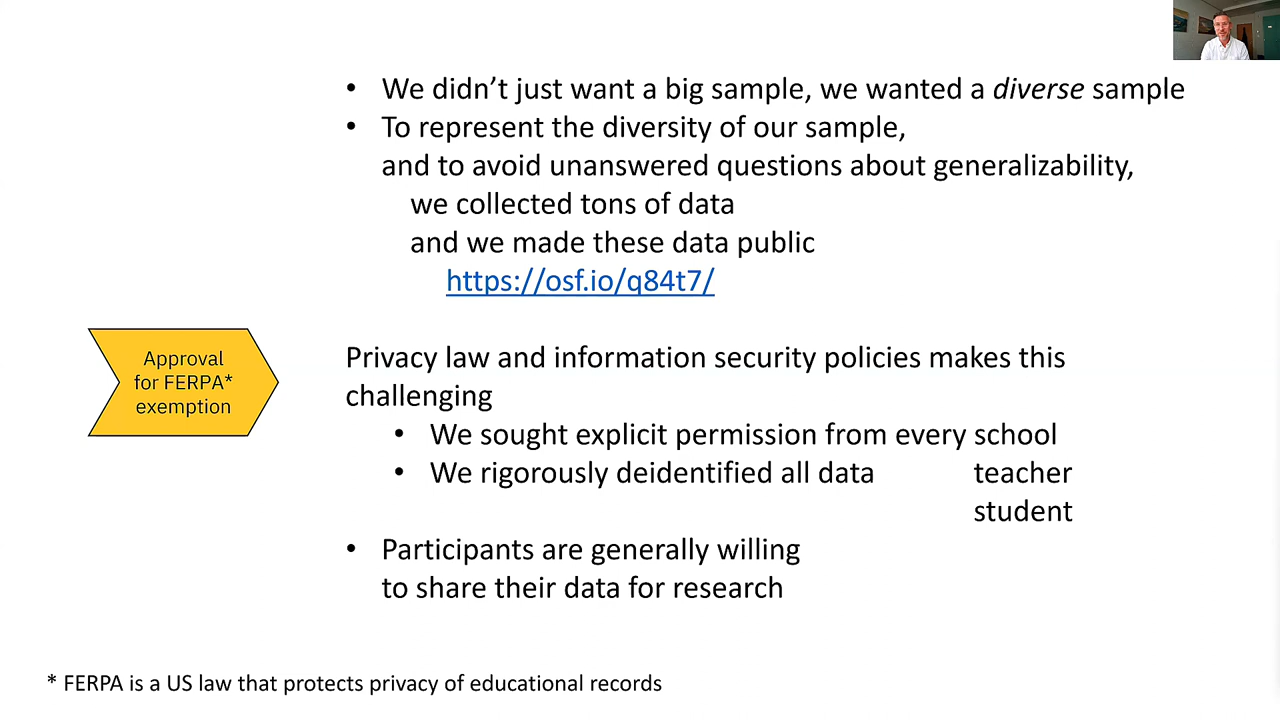 • We didn’t just want a big sample, we wanted a diverse sample
• To represent the diversity of our sample,
and to avoid unanswered questions about generalizability,
we collected tons of data
and we made these data public
https://osf.io/q84t7/
Approval
for FERPA*
exemption
Privacy law and information security policies makes this
challenging
• We sought explicit permission from every school
• We rigorously deidentified all data teacher
student
• Participants are generally willing
to share their data for research
* FERPA is a US law that protects privacy of educational records